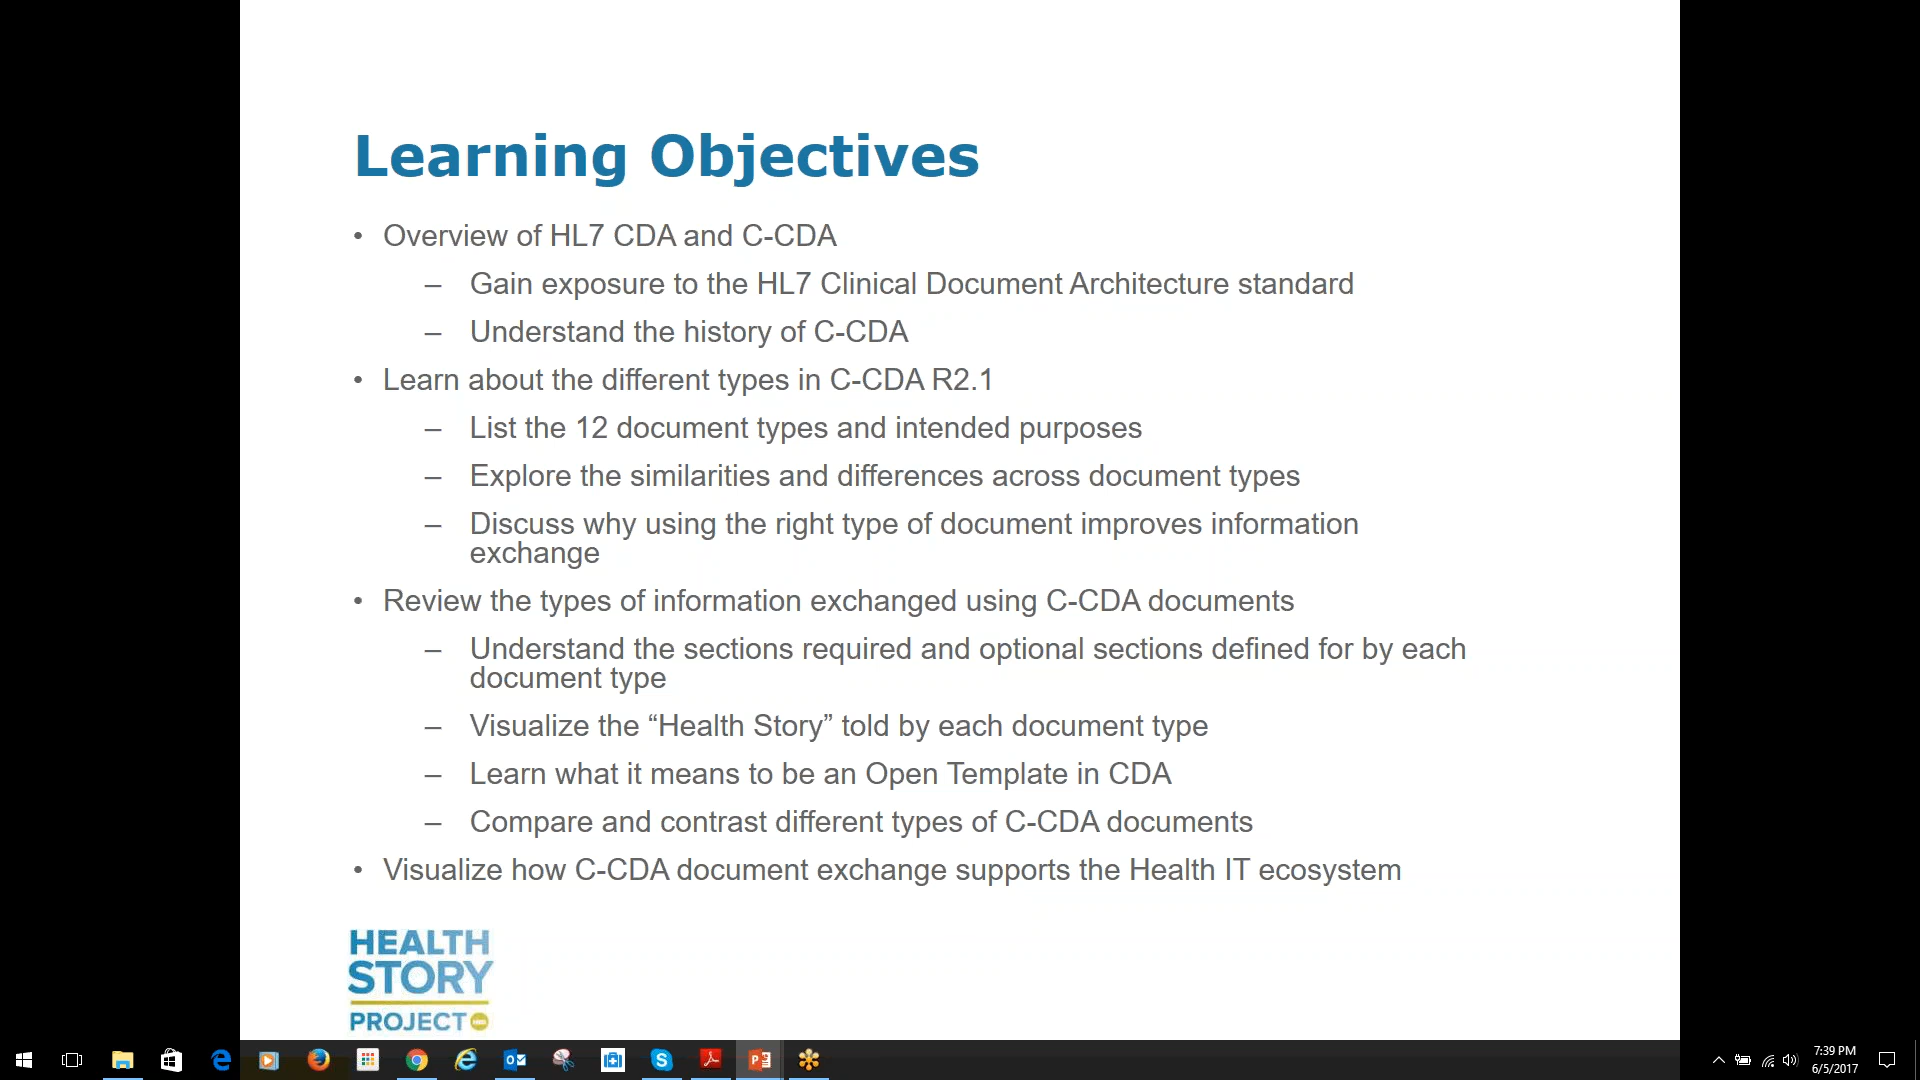 Learning Objectives
• Overview of HL7 CDA and C-CDA
– Gain exposure to the HL7 Clinical Document Architecture standard
– Understand the history of C-CDA
• Learn about the different types in C-CDA R2.1
– List the 12 document types and intended purposes
– Explore the similarities and differences across document types
– Discuss why using the right type of document improves information
exchange
• Review the types of information exchanged using C-CDA documents
– Understand the sections required and optional sections defined for by each
document type
– Visualize the “Health Story” told by each document type
– Learn what it means to be an Open Template in CDA
– Compare and contrast different types of C-CDA documents
• Visualize how C-CDA document exchange supports the Health IT ecosystem
HEALTH
STORY
PROJECT
7:39 PM
6/5/2017